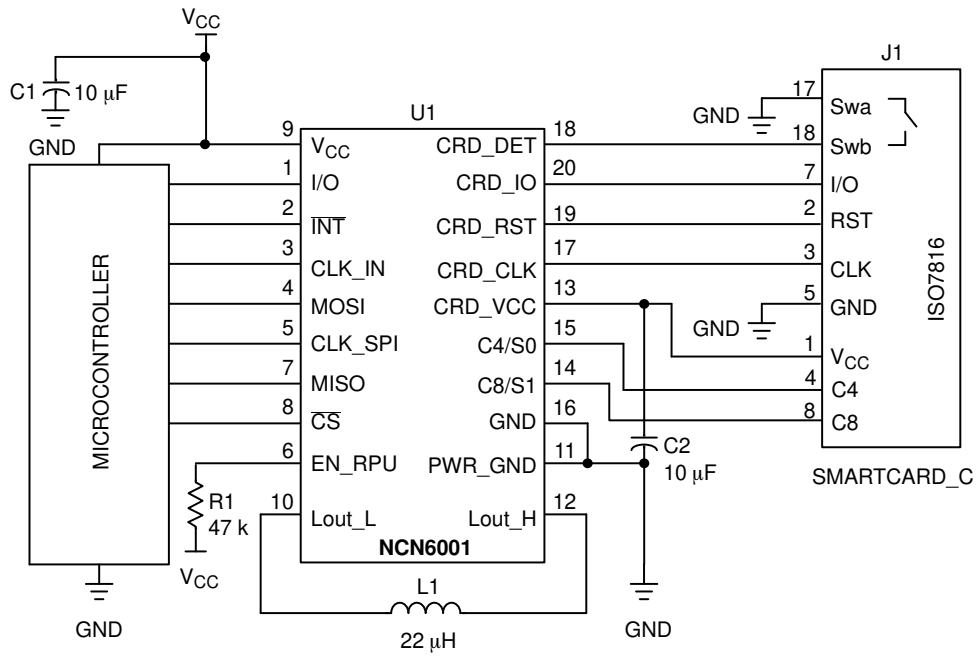 VCC
C1
10 μF
GND
MICROCONTROLLER
GND
U1
9
VCC
1
I/O
2
INT
3
CLK_IN
4
MOSI
5
CLK_SPI
7
MISO
8
CS
6
EN_RPU
10
Lout_L
R1
47 k
VCC
CRD_DET
18
CRD_IO
20
CRD_RST
19
CRD_CLK
17
CRD_VCC
13
C4/S0
15
C8/S1
14
GND
16
PWR_GND
11
Lout_H
12
NCN6001
L1
22 μH
C2
10 μF
GND
J1
GND
17
Swa
18
Swb
7
I/O
2
RST
3
CLK
GND
5
GND
1
VCC
4
C4
8
C8
ISO7816
SMARTCARD_C